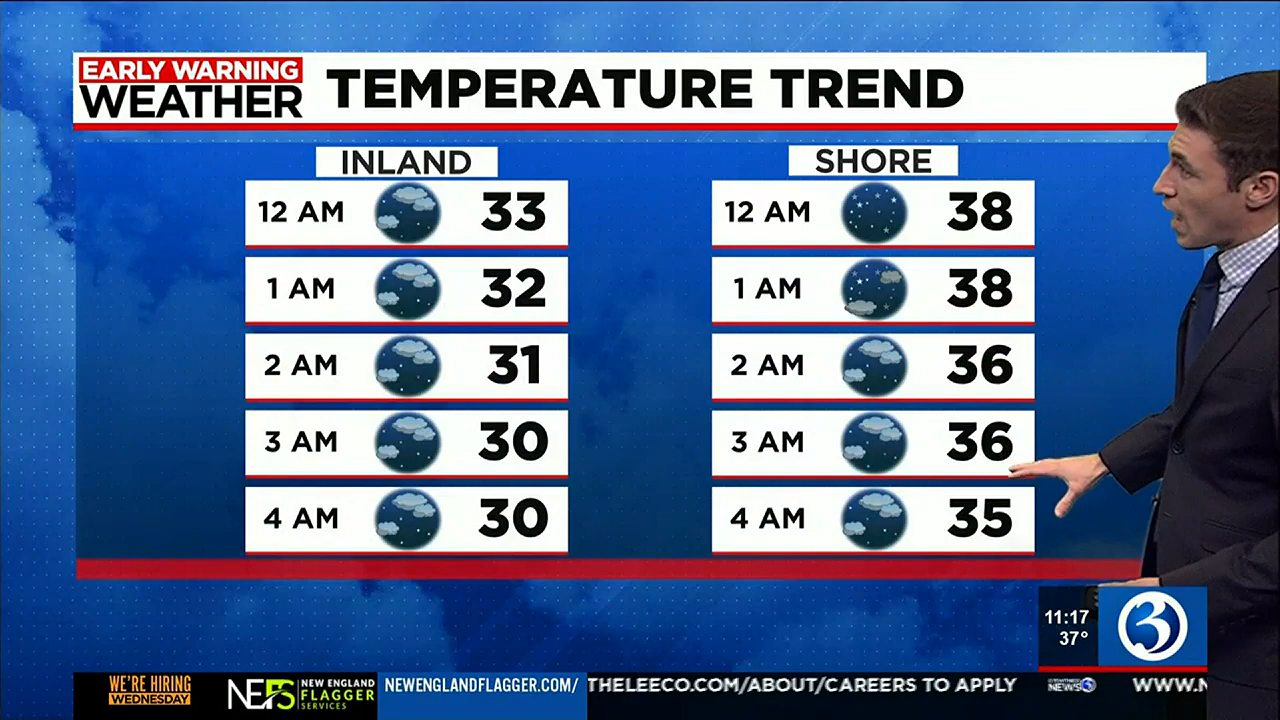 EARLY WARNING
WEATHER
TEMPERATURE TREND
INLAND
12 AM 33
1 AM 32
2 AM 31
3 AM 30
4 AM 30
SHORE
12 AM 38
1 AM 38
2 AM 36
3 AM 36
4 AM 35
11:17
37°
3
WE'RE HIRING
WEDNESDAY
NEFS
NEW ENGLAND
FLAGGER
SERVICES
NEWENGLANDFLAGGER.COM/
THELEECO.COM/ABOUT/CAREERS TO APPLY
NEWS 3
WWW.N